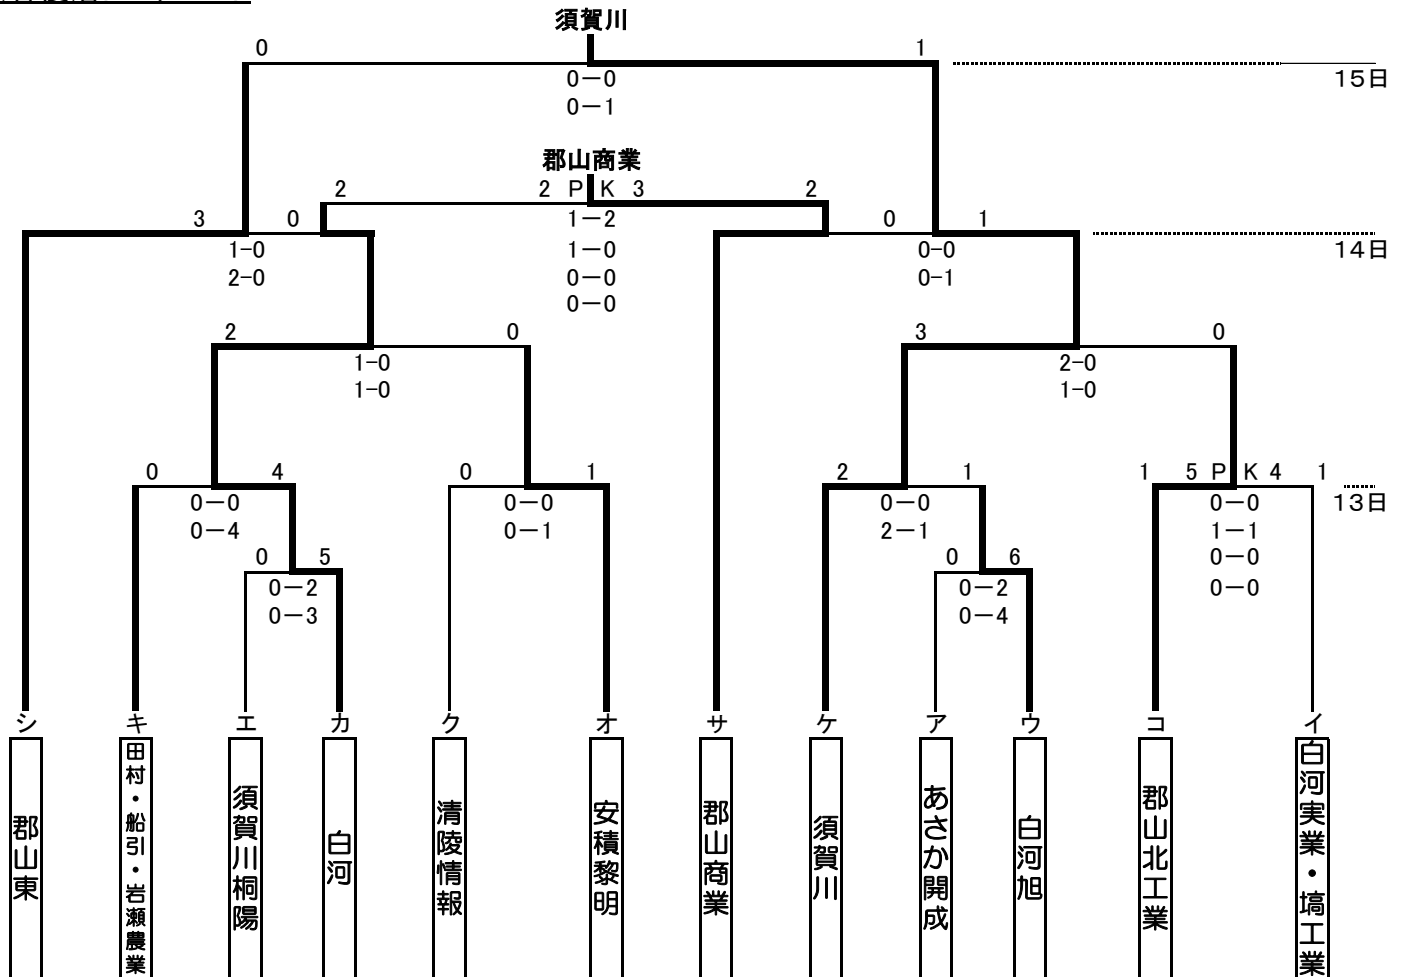 須賀川
0 1
0－0 15日
0－1
郡山商業
2 2 P K 3 2
3 0 1－2 0 1
1-0 1－0 0-0 14日
2-0 0－0 0-1
0－0
2 0 3 0
1-0 2-0
1-0 1-0
0 4 0 1 2 1 1 5 P K 4 1
0－0 0－0 0－0 0－0 13日
0－4 0－1 2－1 1－1
0 5 0 6 0－0
0－2 0－2 0－0
0－3 0－4
シ キ エ カ ク オ サ ケ ア ウ コ イ
郡山東
田村・船引・岩瀬農業
須賀川桐陽
白河
清陵情報
安積黎明
郡山商業
須賀川
あさか開成
白河旭
郡山北工業
白河実業・塙工業